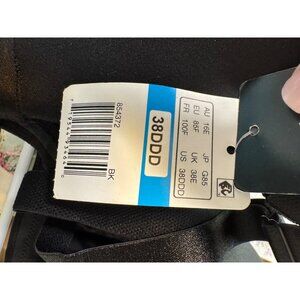 854372
BK
38DDD
AU 16E
EU 85F
FR 100F
JP G85
UK 38E
US 38DDD